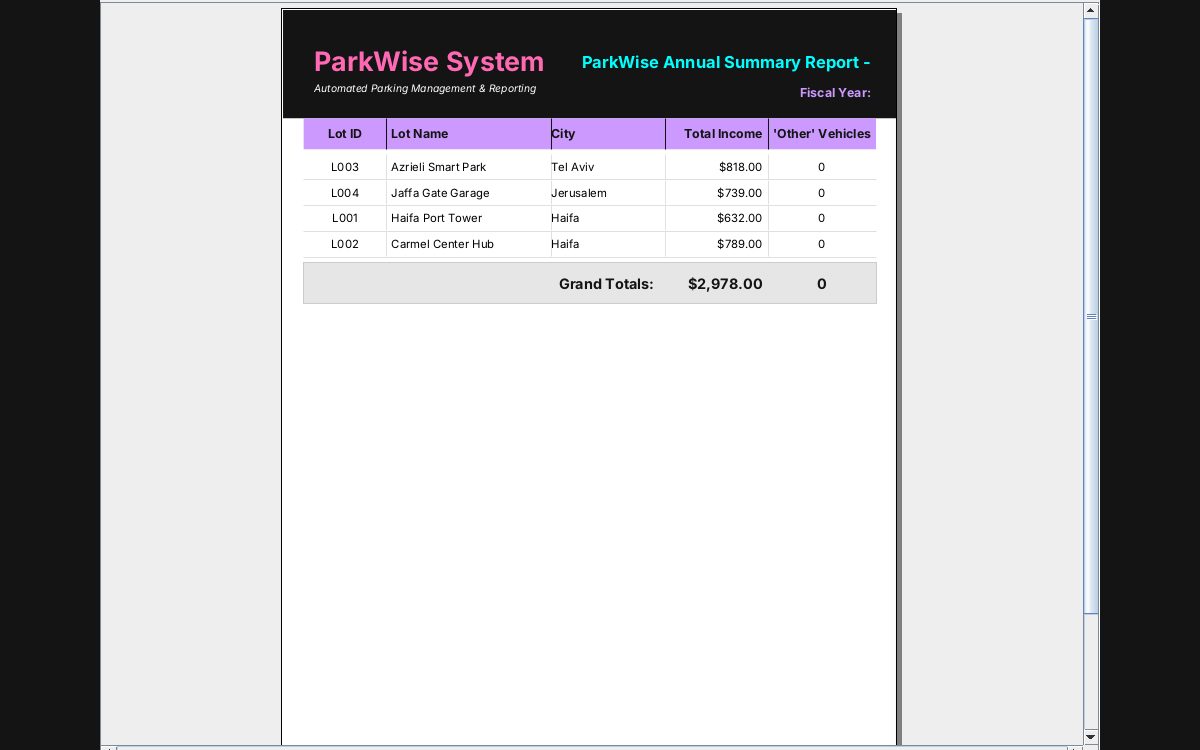 ParkWise System
ParkWise Annual Summary Report -
Automated Parking Management & Reporting
Fiscal Year:
Lot ID Lot Name City Total Income 'Other' Vehicles
L003 Azrieli Smart Park Tel Aviv $818.00 0
L004 Jaffa Gate Garage Jerusalem $739.00 0
L001 Haifa Port Tower Haifa $632.00 0
L002 Carmel Center Hub Haifa $789.00 0
Grand Totals: $2,978.00 0